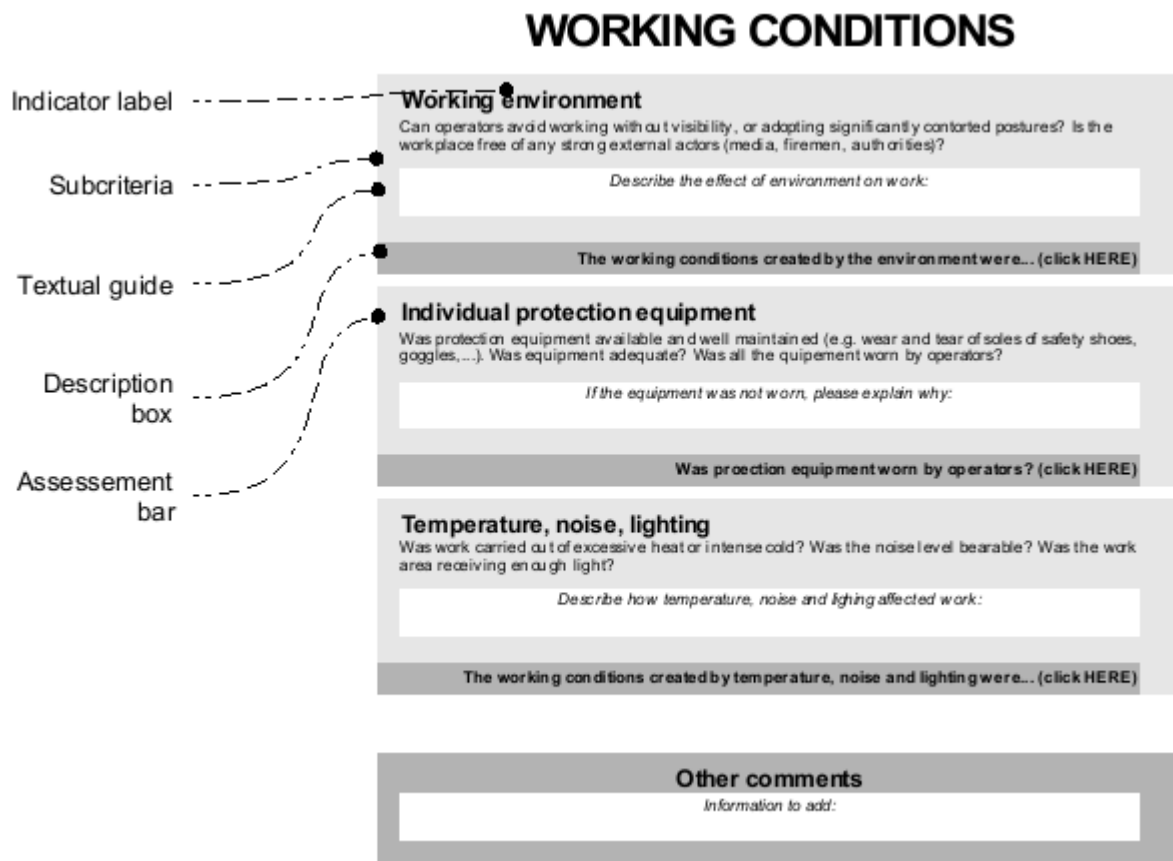 WORKING CONDITIONS
Indicator label
Subcriteria
Textual guide
Description
box
Assessement
bar
Working environment
Can operators avoid working without visibility, or adopting significantly contorted postures? Is the
workplace free of any strong external actors (media, firemen, authorities)?
Describe the effect of environment on work:
The working conditions created by the environment were... (click HERE)
Individual protection equipment
Was protection equipment available and well maintained (e.g. wear and tear of soles of safety shoes,
goggles,...). Was equipment adequate? Was all the quipement worn by operators?
If the equipment was not worn, please explain why:
Was proection equipment worn by operators? (click HERE)
Temperature, noise, lighting
Was work carried out of excessive heat or intense cold? Was the noise level bearable? Was the work
area receiving enough light?
Describe how temperature, noise and lighing affected work:
The working conditions created by temperature, noise and lighting were... (click HERE)
Other comments
Information to add: